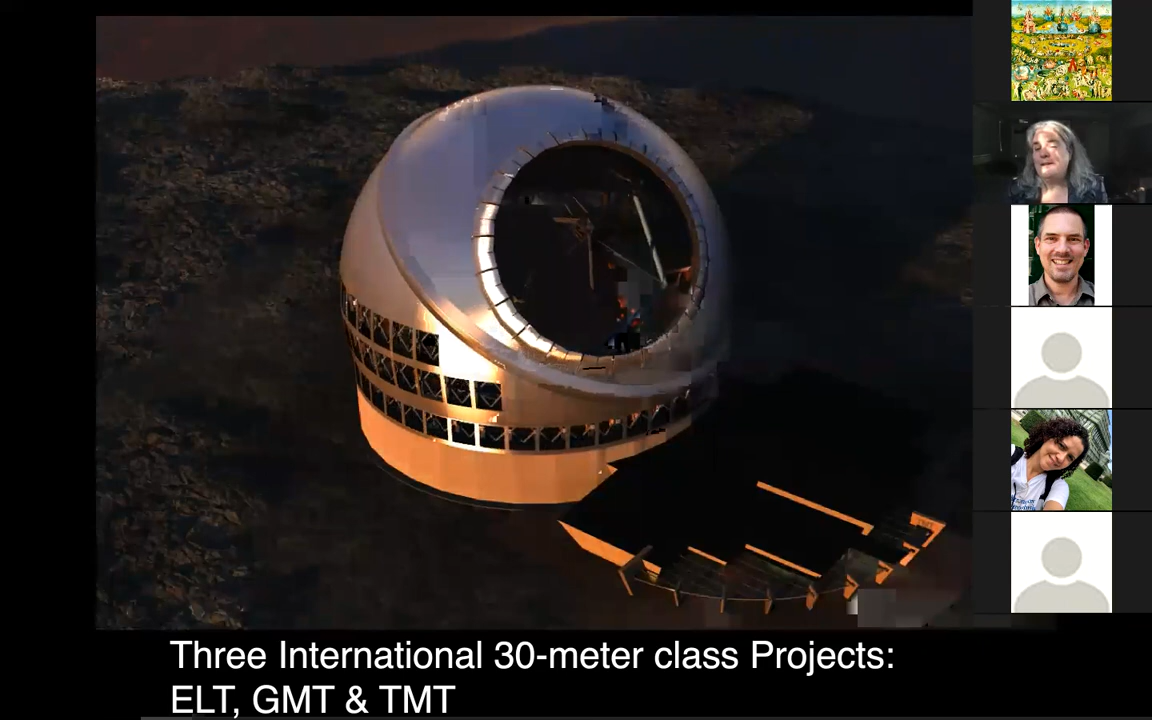 Three International 30-meter class Projects:
ELT, GMT & TMT